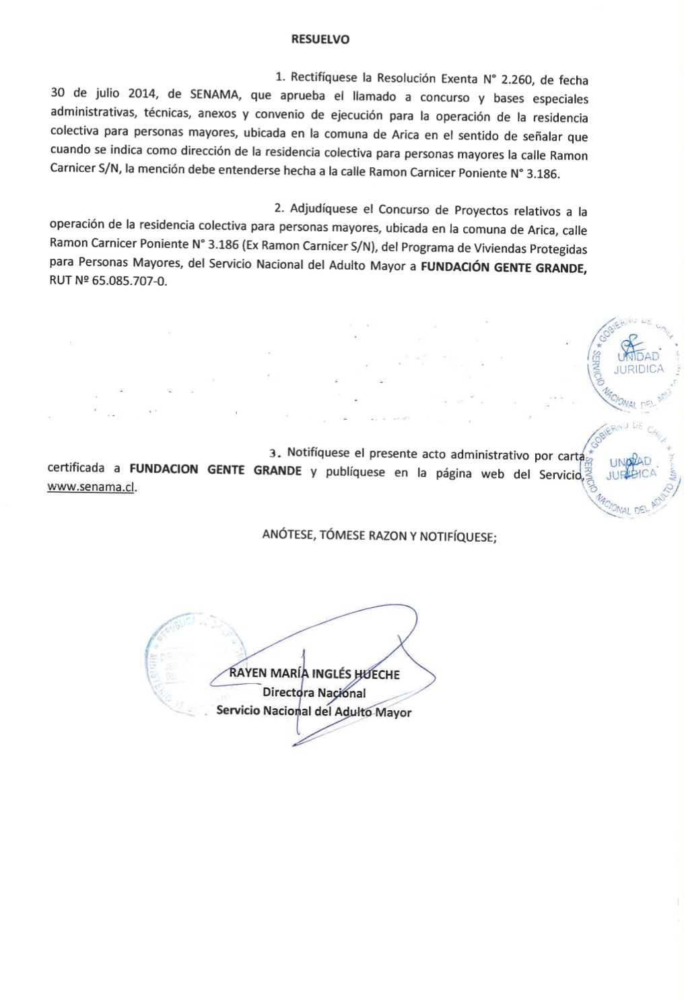 RESUELVO
1. Rectifíquese la Resolución Exenta N° 2.260, de fecha
30 de julio 2014, de SENAMA, que aprueba el llamado a concurso y bases especiales
administrativas, técnicas, anexos y convenio de ejecución para la operación de la residencia
colectiva para personas mayores, ubicada en la comuna de Arica en el sentido de señalar que
cuando se indica como dirección de la residencia colectiva para personas mayores la calle Ramon
Carnicer S/N, la mención debe entenderse hecha a la calle Ramon Carnicer Poniente N° 3.186.
2. Adjudíquese el Concurso de Proyectos relativos a la
operación de la residencia colectiva para personas mayores, ubicada en la comuna de Arica, calle
Ramon Carnicer Poniente N° 3.186 (Ex Ramon Carnicer S/N), del Programa de Viviendas Protegidas
para Personas Mayores, del Servicio Nacional del Adulto Mayor a FUNDACIÓN GENTE GRANDE,
RUT Nº 65.085.707-0.
GOBIERNO DE CHILE
UNIDAD
JURIDICA
SERVICIO NACIONAL DEL
3. Notifíquese el presente acto administrativo por carta
certificada a FUNDACION GENTE GRANDE y publíquese en la página web del Servicio,
www.senama.cl.
GOBIERNO DE CHILE
UNIDAD
JURIDICA
SERVICIO NACIONAL DEL ADULTO MAYOR
ANÓTESE, TÓMESE RAZON Y NOTIFÍQUESE;
REPÚBLICA DE CHILE
RAYEN MARÍA INGLÉS HUECHE
Directora Nacional
Servicio Nacional del Adulto Mayor